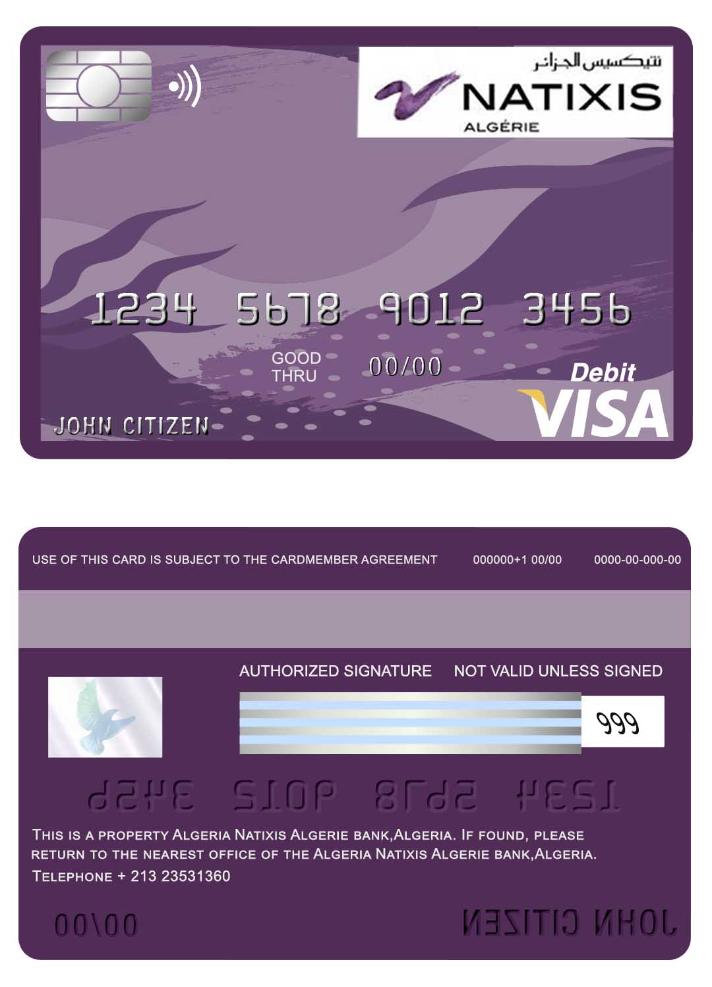 نتيكسيس الجزائر
NATIXIS
ALGÉRIE
1234 5678 9012 3456
GOOD THRU 00/00
Debit
VISA
JOHN CITIZEN
USE OF THIS CARD IS SUBJECT TO THE CARDMEMBER AGREEMENT 000000+1 00/00 0000-00-000-00
AUTHORIZED SIGNATURE NOT VALID UNLESS SIGNED
999
1234 5678 9012 3456
THIS IS A PROPERTY ALGERIA NATIXIS ALGERIE BANK,ALGERIA. IF FOUND, PLEASE
RETURN TO THE NEAREST OFFICE OF THE ALGERIA NATIXIS ALGERIE BANK,ALGERIA.
TELEPHONE + 213 23531360
00/00 JOHN CITIZEN